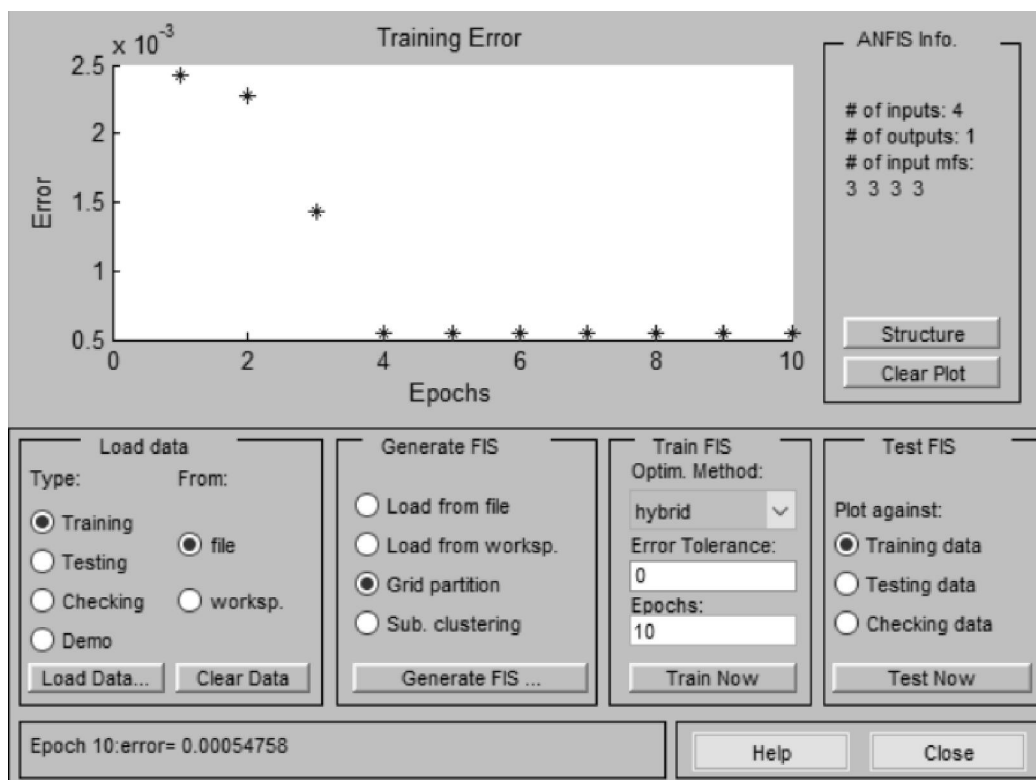 x 10^-3
Training Error
2.5
2
1.5
1
0.5
Error
0 2 4 6 8 10
Epochs
ANFIS Info.
# of inputs: 4
# of outputs: 1
# of input mfs:
3 3 3 3
Structure
Clear Plot
Load data
Type: From:
Training
file
Testing
Checking
worksp.
Demo
Load Data... Clear Data
Generate FIS
Load from file
Load from worksp.
Grid partition
Sub. clustering
Generate FIS ...
Train FIS
Optim. Method:
hybrid
Error Tolerance:
0
Epochs:
10
Train Now
Test FIS
Plot against:
Training data
Testing data
Checking data
Test Now
Epoch 10:error= 0.00054758
Help Close